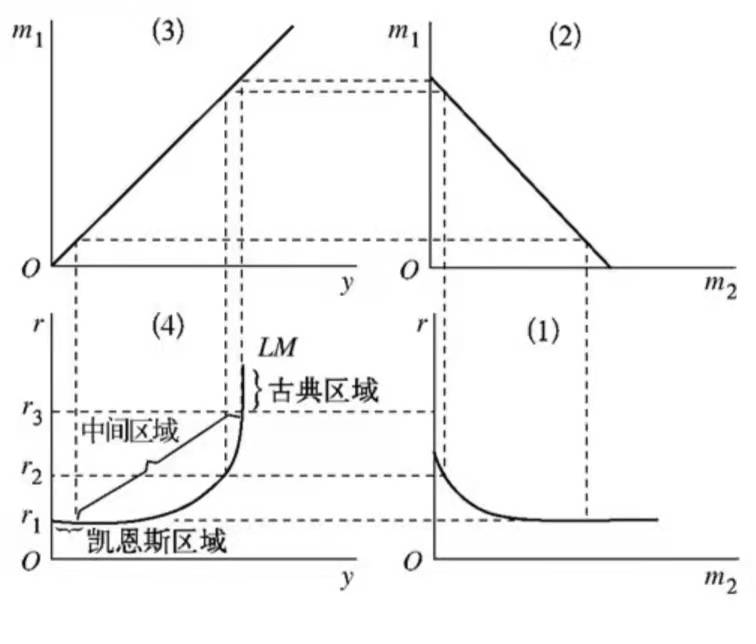 m₁
(3)
O
y
m₁
(2)
O
m₂
r
(4)
LM
古典区域
r₃
中间区域
r₂
r₁
凯恩斯区域
O
y
r
(1)
O
m₂